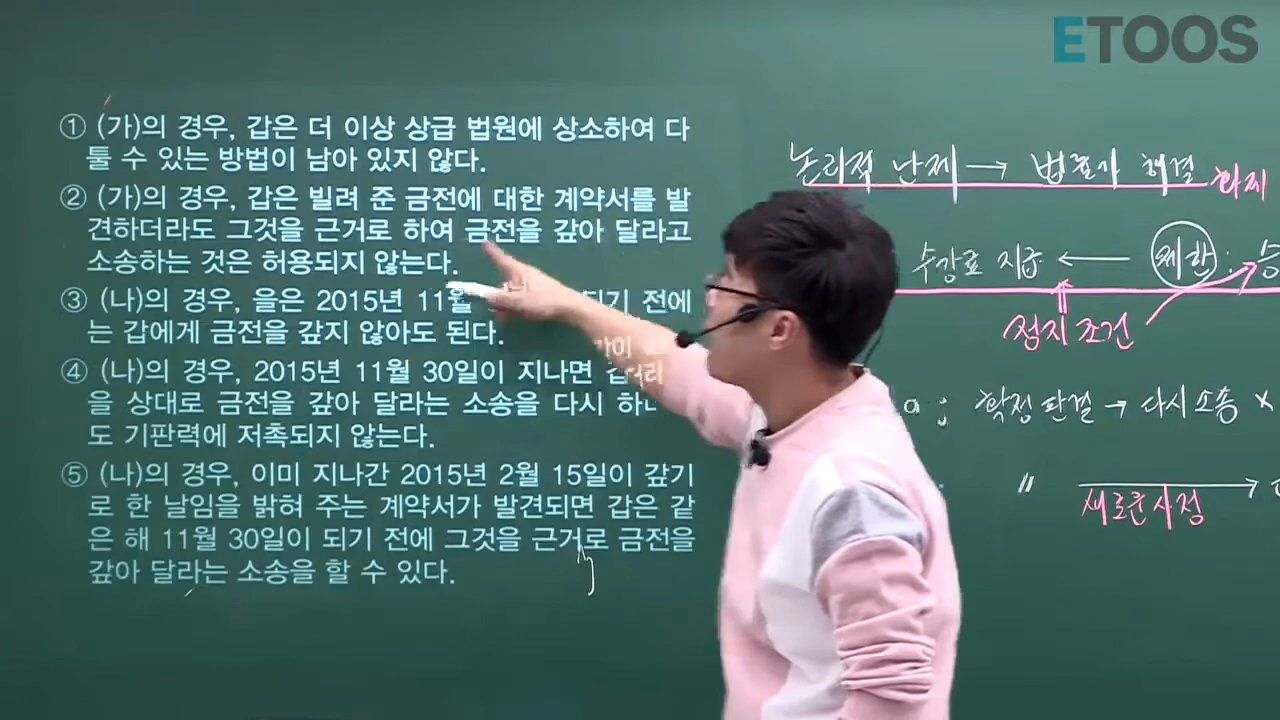 ETOOS
① (가)의 경우, 갑은 더 이상 상급 법원에 상소하여 다
툴 수 있는 방법이 남아 있지 않다.
② (가)의 경우, 갑은 빌려 준 금전에 대한 계약서를 발
견하더라도 그것을 근거로 하여 금전을 갚아 달라고
소송하는 것은 허용되지 않는다.
③ (나)의 경우, 을은 2015년 11월 되기 전에
는 갑에게 금전을 갚지 않아도 된다.
④ (나)의 경우, 2015년 11월 30일이 지나면
을 상대로 금전을 갚아 달라는 소송을 다시
도 기판력에 저촉되지 않는다.
⑤ (나)의 경우, 이미 지나간 2015년 2월 15일이 갚기
로 한 날임을 밝혀 주는 계약서가 발견되면 갑은 같
은 해 11월 30일이 되기 전에 그것을 근거로 금전을
갚아 달라는 소송을 할 수 있다.
논리적 난제 → 법률가 해결 화제
수강료 지급 ← 제한 : 승
정지 조건
a ; 확정 판결 → 다시 소송 ×
〃 →
새로운 사정